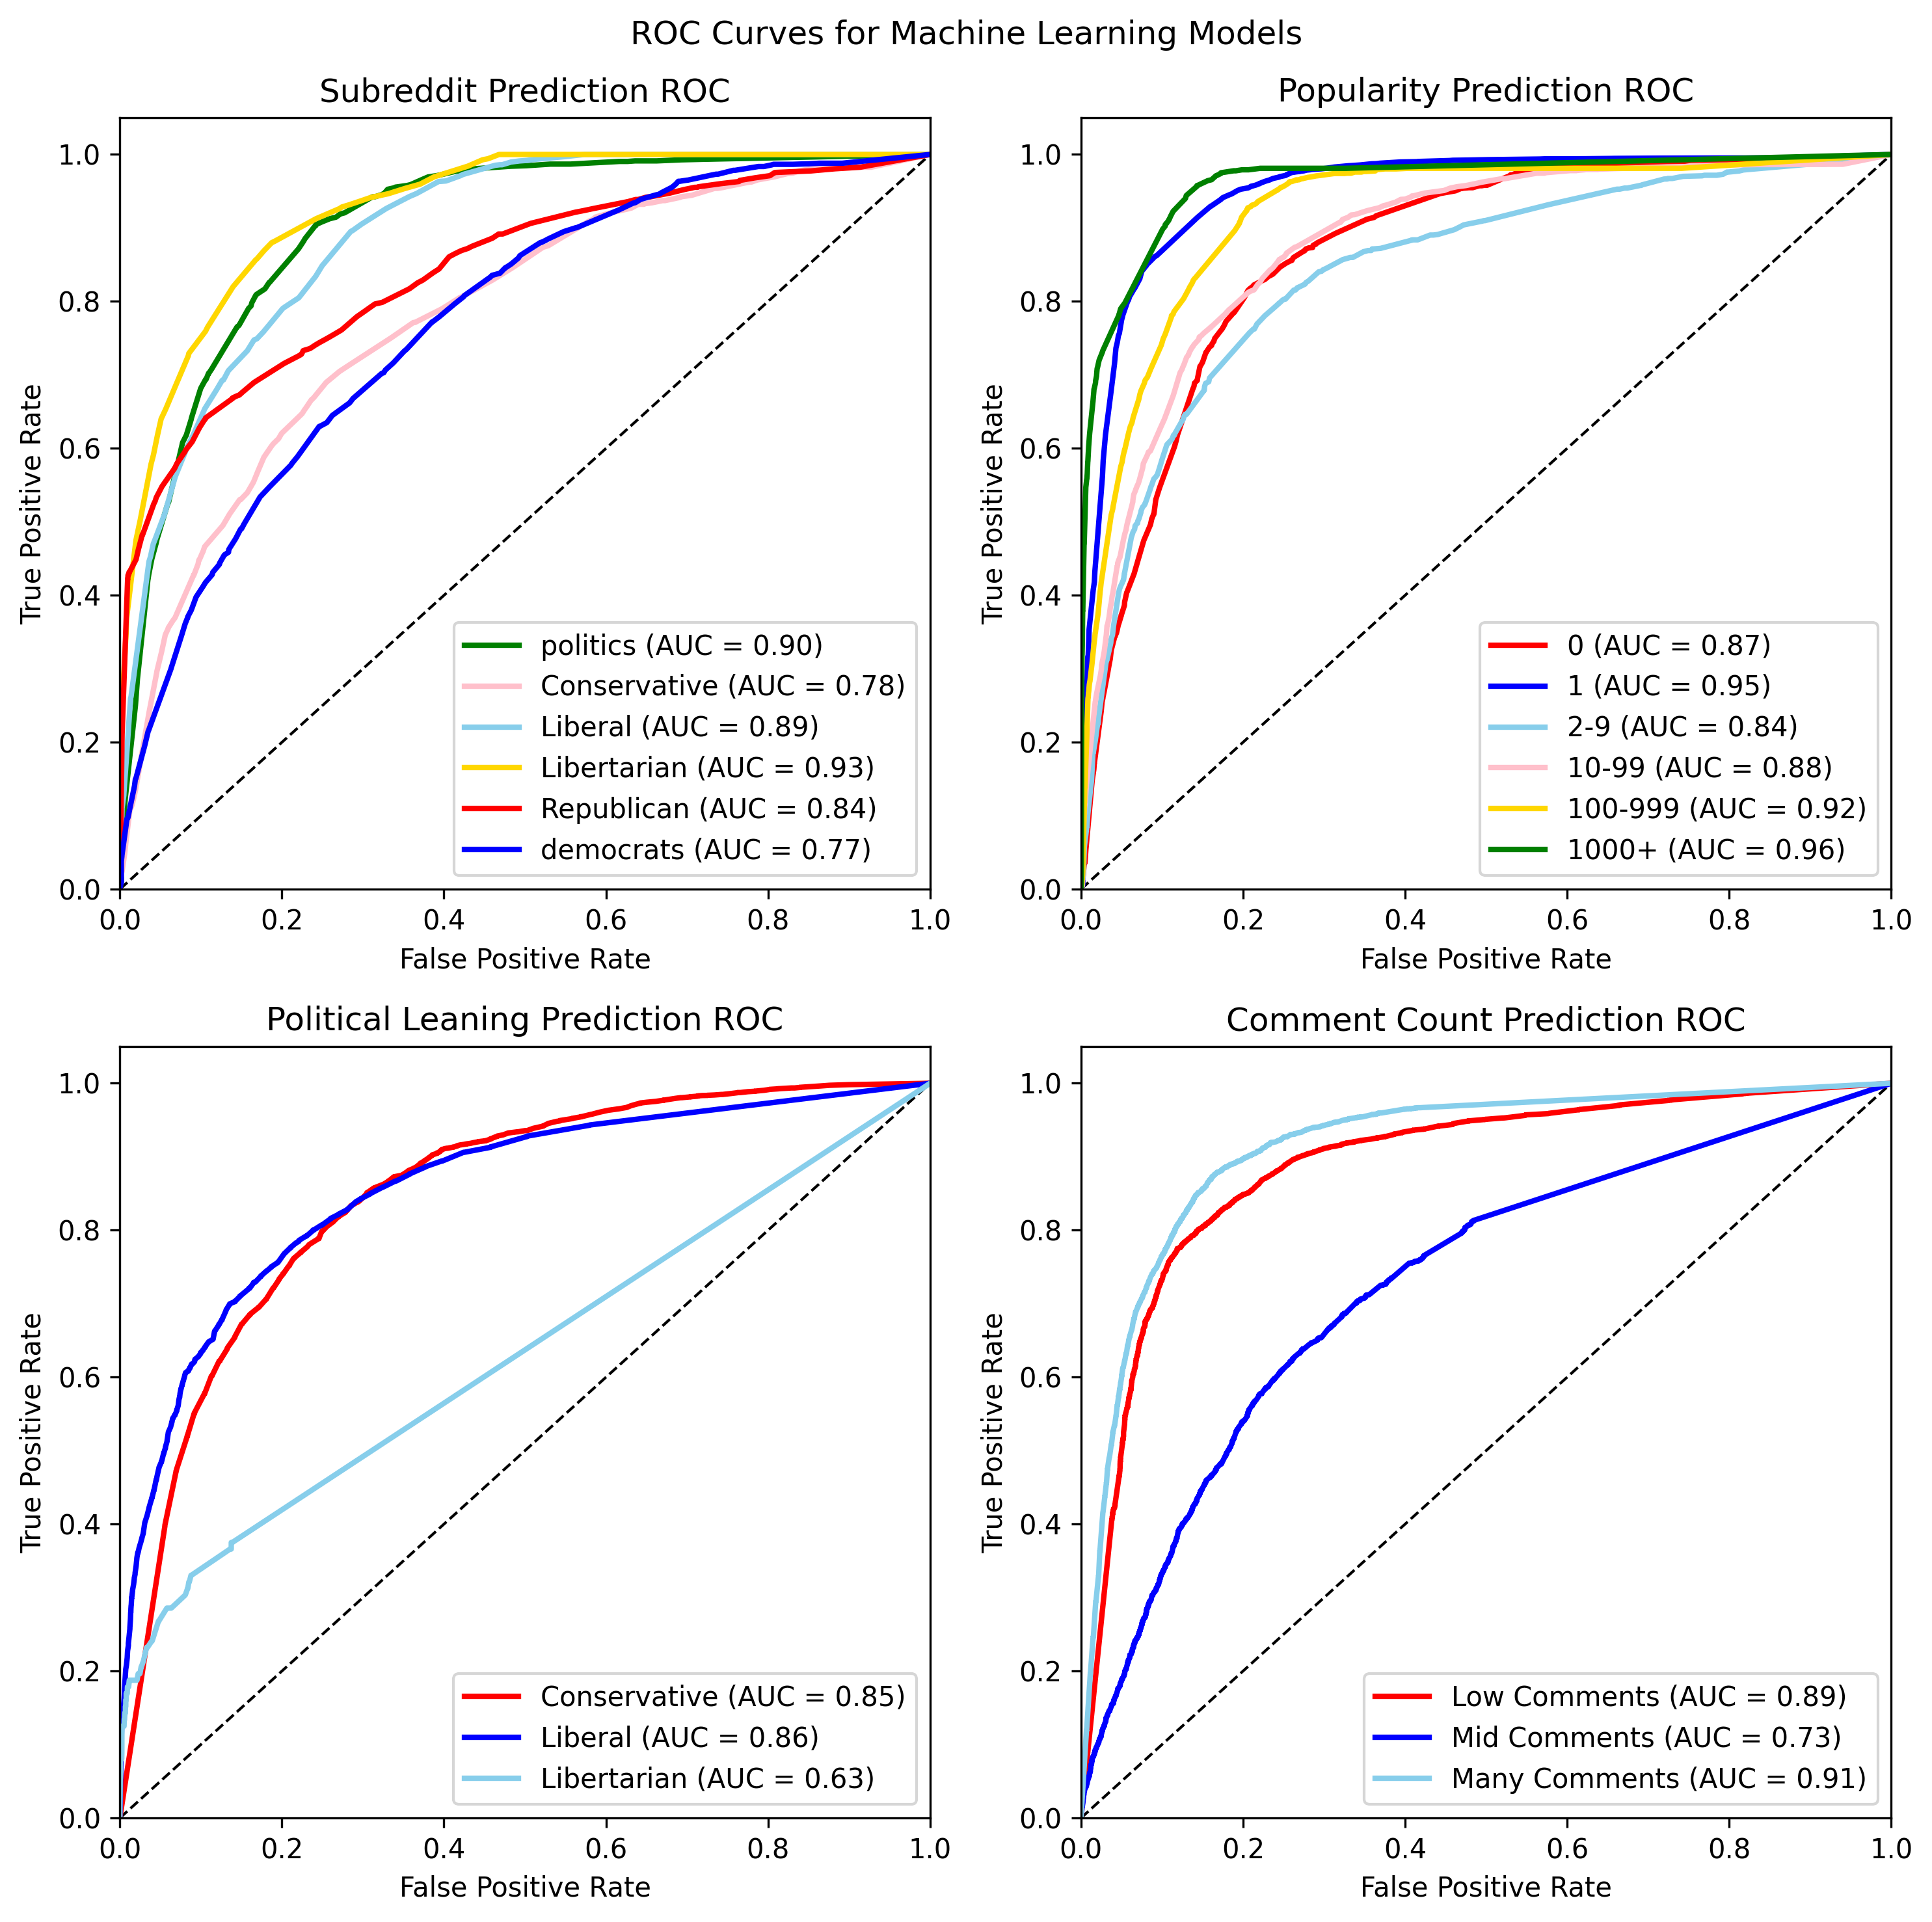 ROC Curves for Machine Learning Models
Subreddit Prediction ROC
True Positive Rate
1.0
0.8
0.6
0.4
0.2
0.0
politics (AUC = 0.90)
Conservative (AUC = 0.78)
Liberal (AUC = 0.89)
Libertarian (AUC = 0.93)
Republican (AUC = 0.84)
democrats (AUC = 0.77)
0.0 0.2 0.4 0.6 0.8 1.0
False Positive Rate
Popularity Prediction ROC
True Positive Rate
1.0
0.8
0.6
0.4
0.2
0.0
0 (AUC = 0.87)
1 (AUC = 0.95)
2-9 (AUC = 0.84)
10-99 (AUC = 0.88)
100-999 (AUC = 0.92)
1000+ (AUC = 0.96)
0.0 0.2 0.4 0.6 0.8 1.0
False Positive Rate
Political Leaning Prediction ROC
True Positive Rate
1.0
0.8
0.6
0.4
0.2
0.0
Conservative (AUC = 0.85)
Liberal (AUC = 0.86)
Libertarian (AUC = 0.63)
0.0 0.2 0.4 0.6 0.8 1.0
False Positive Rate
Comment Count Prediction ROC
True Positive Rate
1.0
0.8
0.6
0.4
0.2
0.0
Low Comments (AUC = 0.89)
Mid Comments (AUC = 0.73)
Many Comments (AUC = 0.91)
0.0 0.2 0.4 0.6 0.8 1.0
False Positive Rate